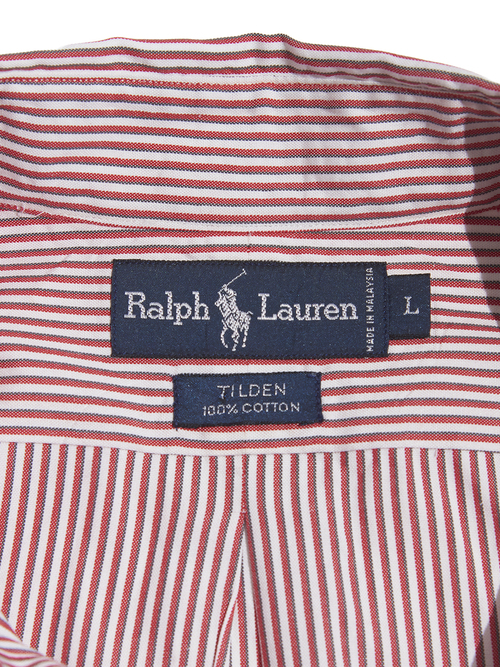 Ralph Lauren
MADE IN MALAYSIA
L
TILDEN
100% COTTON